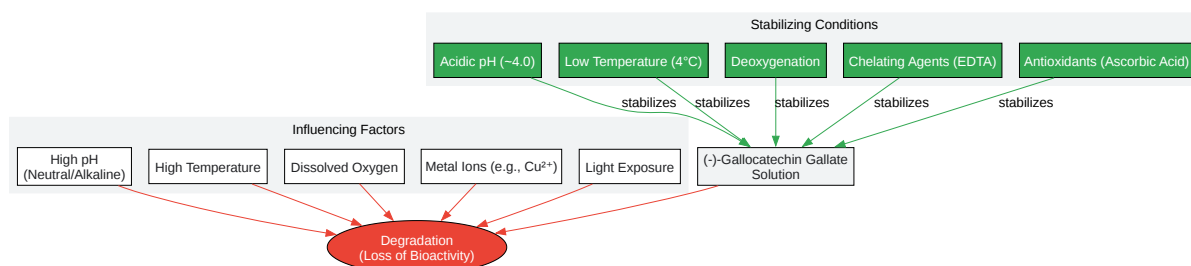 Stabilizing Conditions
Acidic pH (~4.0)
Low Temperature (4°C)
Deoxygenation
Chelating Agents (EDTA)
Antioxidants (Ascorbic Acid)
stabilizes
stabilizes
stabilizes
stabilizes
stabilizes
Influencing Factors
High pH
(Neutral/Alkaline)
High Temperature
Dissolved Oxygen
Metal Ions (e.g., Cu²⁺)
Light Exposure
(-)-Gallocatechin Gallate
Solution
Degradation
(Loss of Bioactivity)